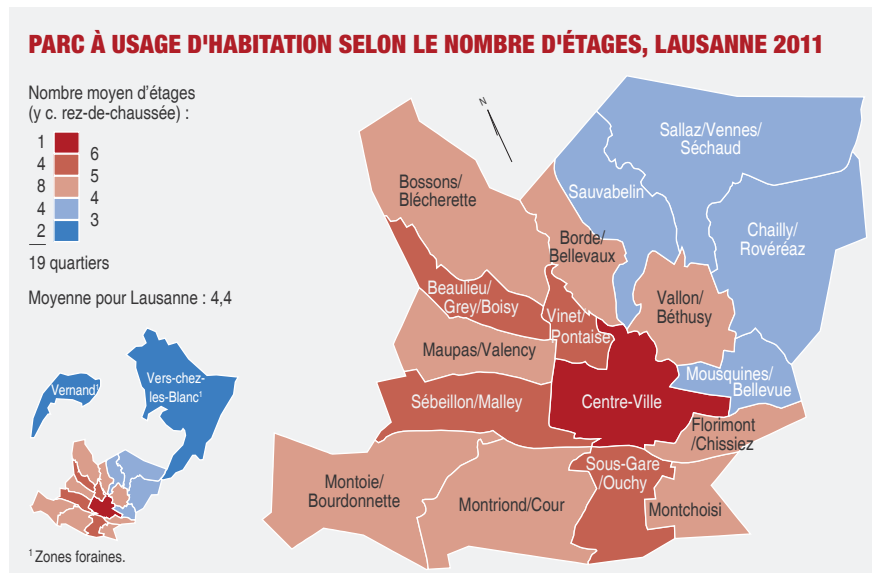 PARC À USAGE D'HABITATION SELON LE NOMBRE D'ÉTAGES, LAUSANNE 2011
Nombre moyen d'étages
(y c. rez-de-chaussée) :
1
6
4
5
8
4
4
3
2
19 quartiers
Moyenne pour Lausanne : 4,4
N
Sallaz/Vennes/
Séchaud
Bossons/
Blécherette
Sauvabelin
Chailly/
Rovéréaz
Borde/
Bellevaux
Beaulieu/
Grey/Boisy
Vallon/
Béthusy
Vinet/
Pontaise
Maupas/Valency
Mousquines/
Bellevue
Sébeillon/Malley
Centre-Ville
Florimont
/Chissiez
Sous-Gare
/Ouchy
Montoie/
Bourdonnette
Montriond/Cour
Montchoisi
Vernand¹
Vers-chez-
les-Blanc¹
¹ Zones foraines.